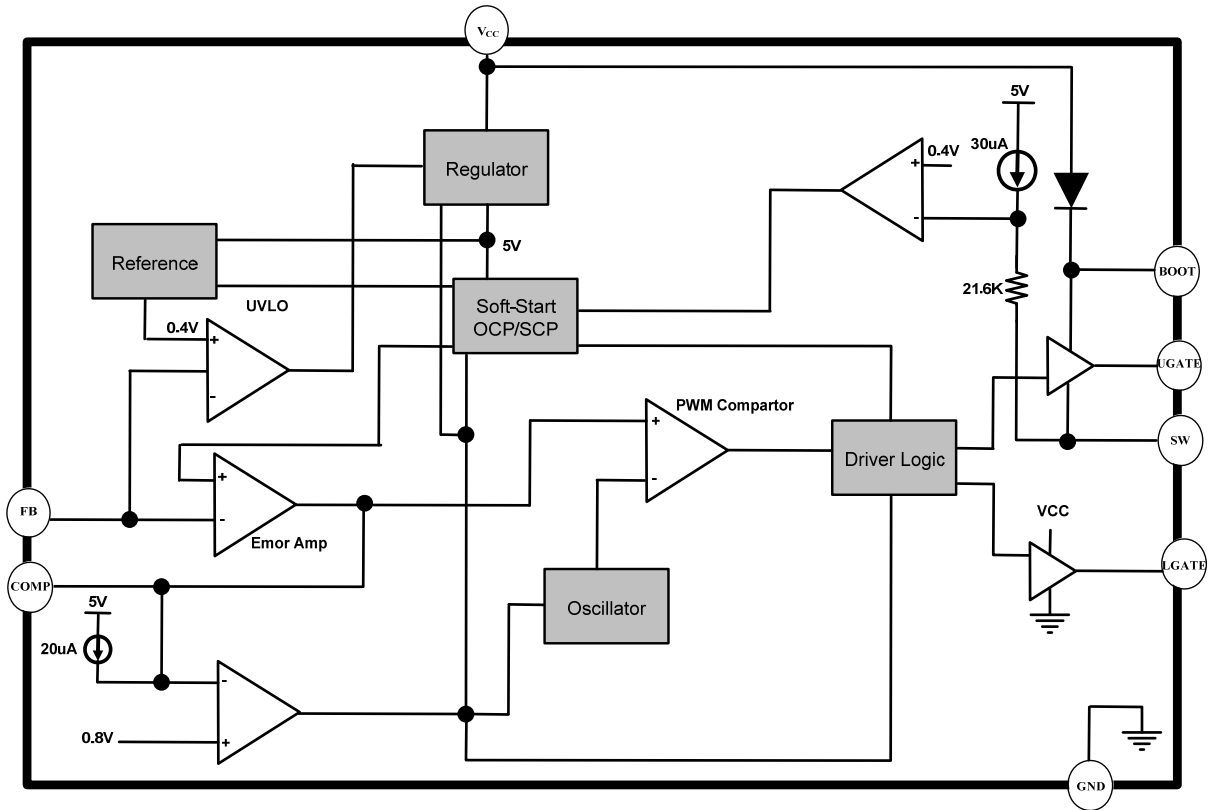 VCC
5V
30uA
0.4V
+
-
Regulator
5V
Reference
BOOT
21.6K
UVLO
Soft-Start
OCP/SCP
0.4V
+
-
UGATE
PWM Compartor
+
-
SW
Driver Logic
+
-
FB
Emor Amp
VCC
COMP
LGATE
5V
20uA
Oscillator
-
+
0.8V
GND